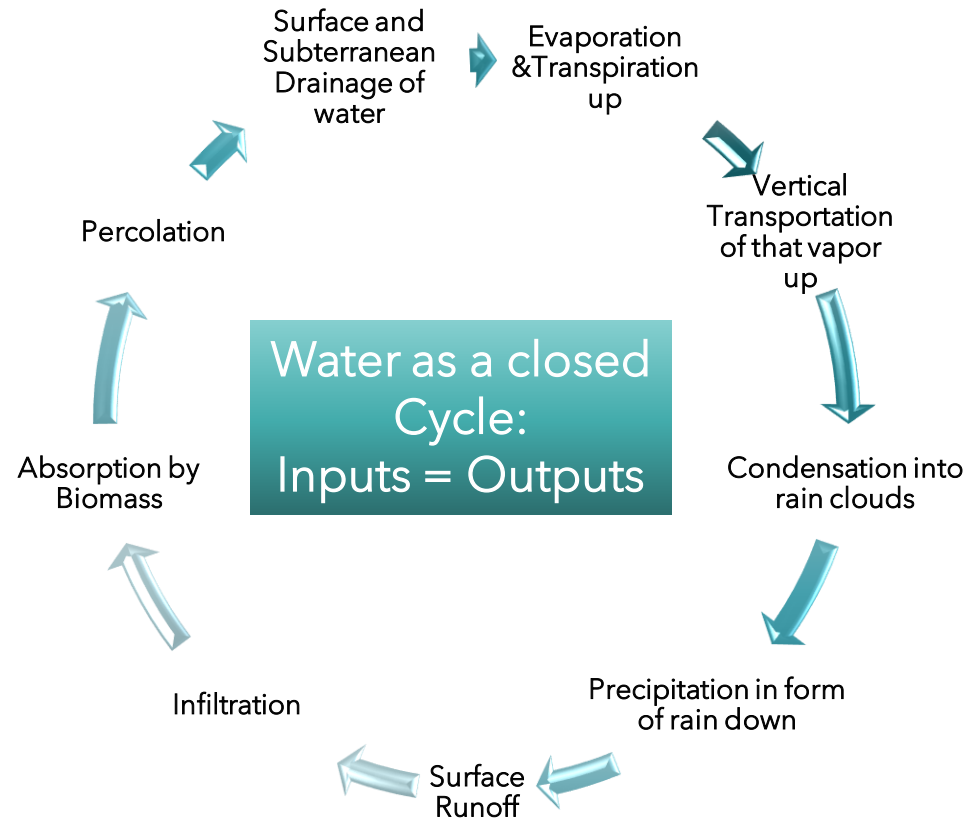 Surface and
Subterranean
Drainage of
water
Evaporation
&Transpiration
up
Vertical
Transportation
of that vapor
up
Condensation into
rain clouds
Precipitation in form
of rain down
Surface
Runoff
Infiltration
Absorption by
Biomass
Percolation
Water as a closed
Cycle:
Inputs = Outputs